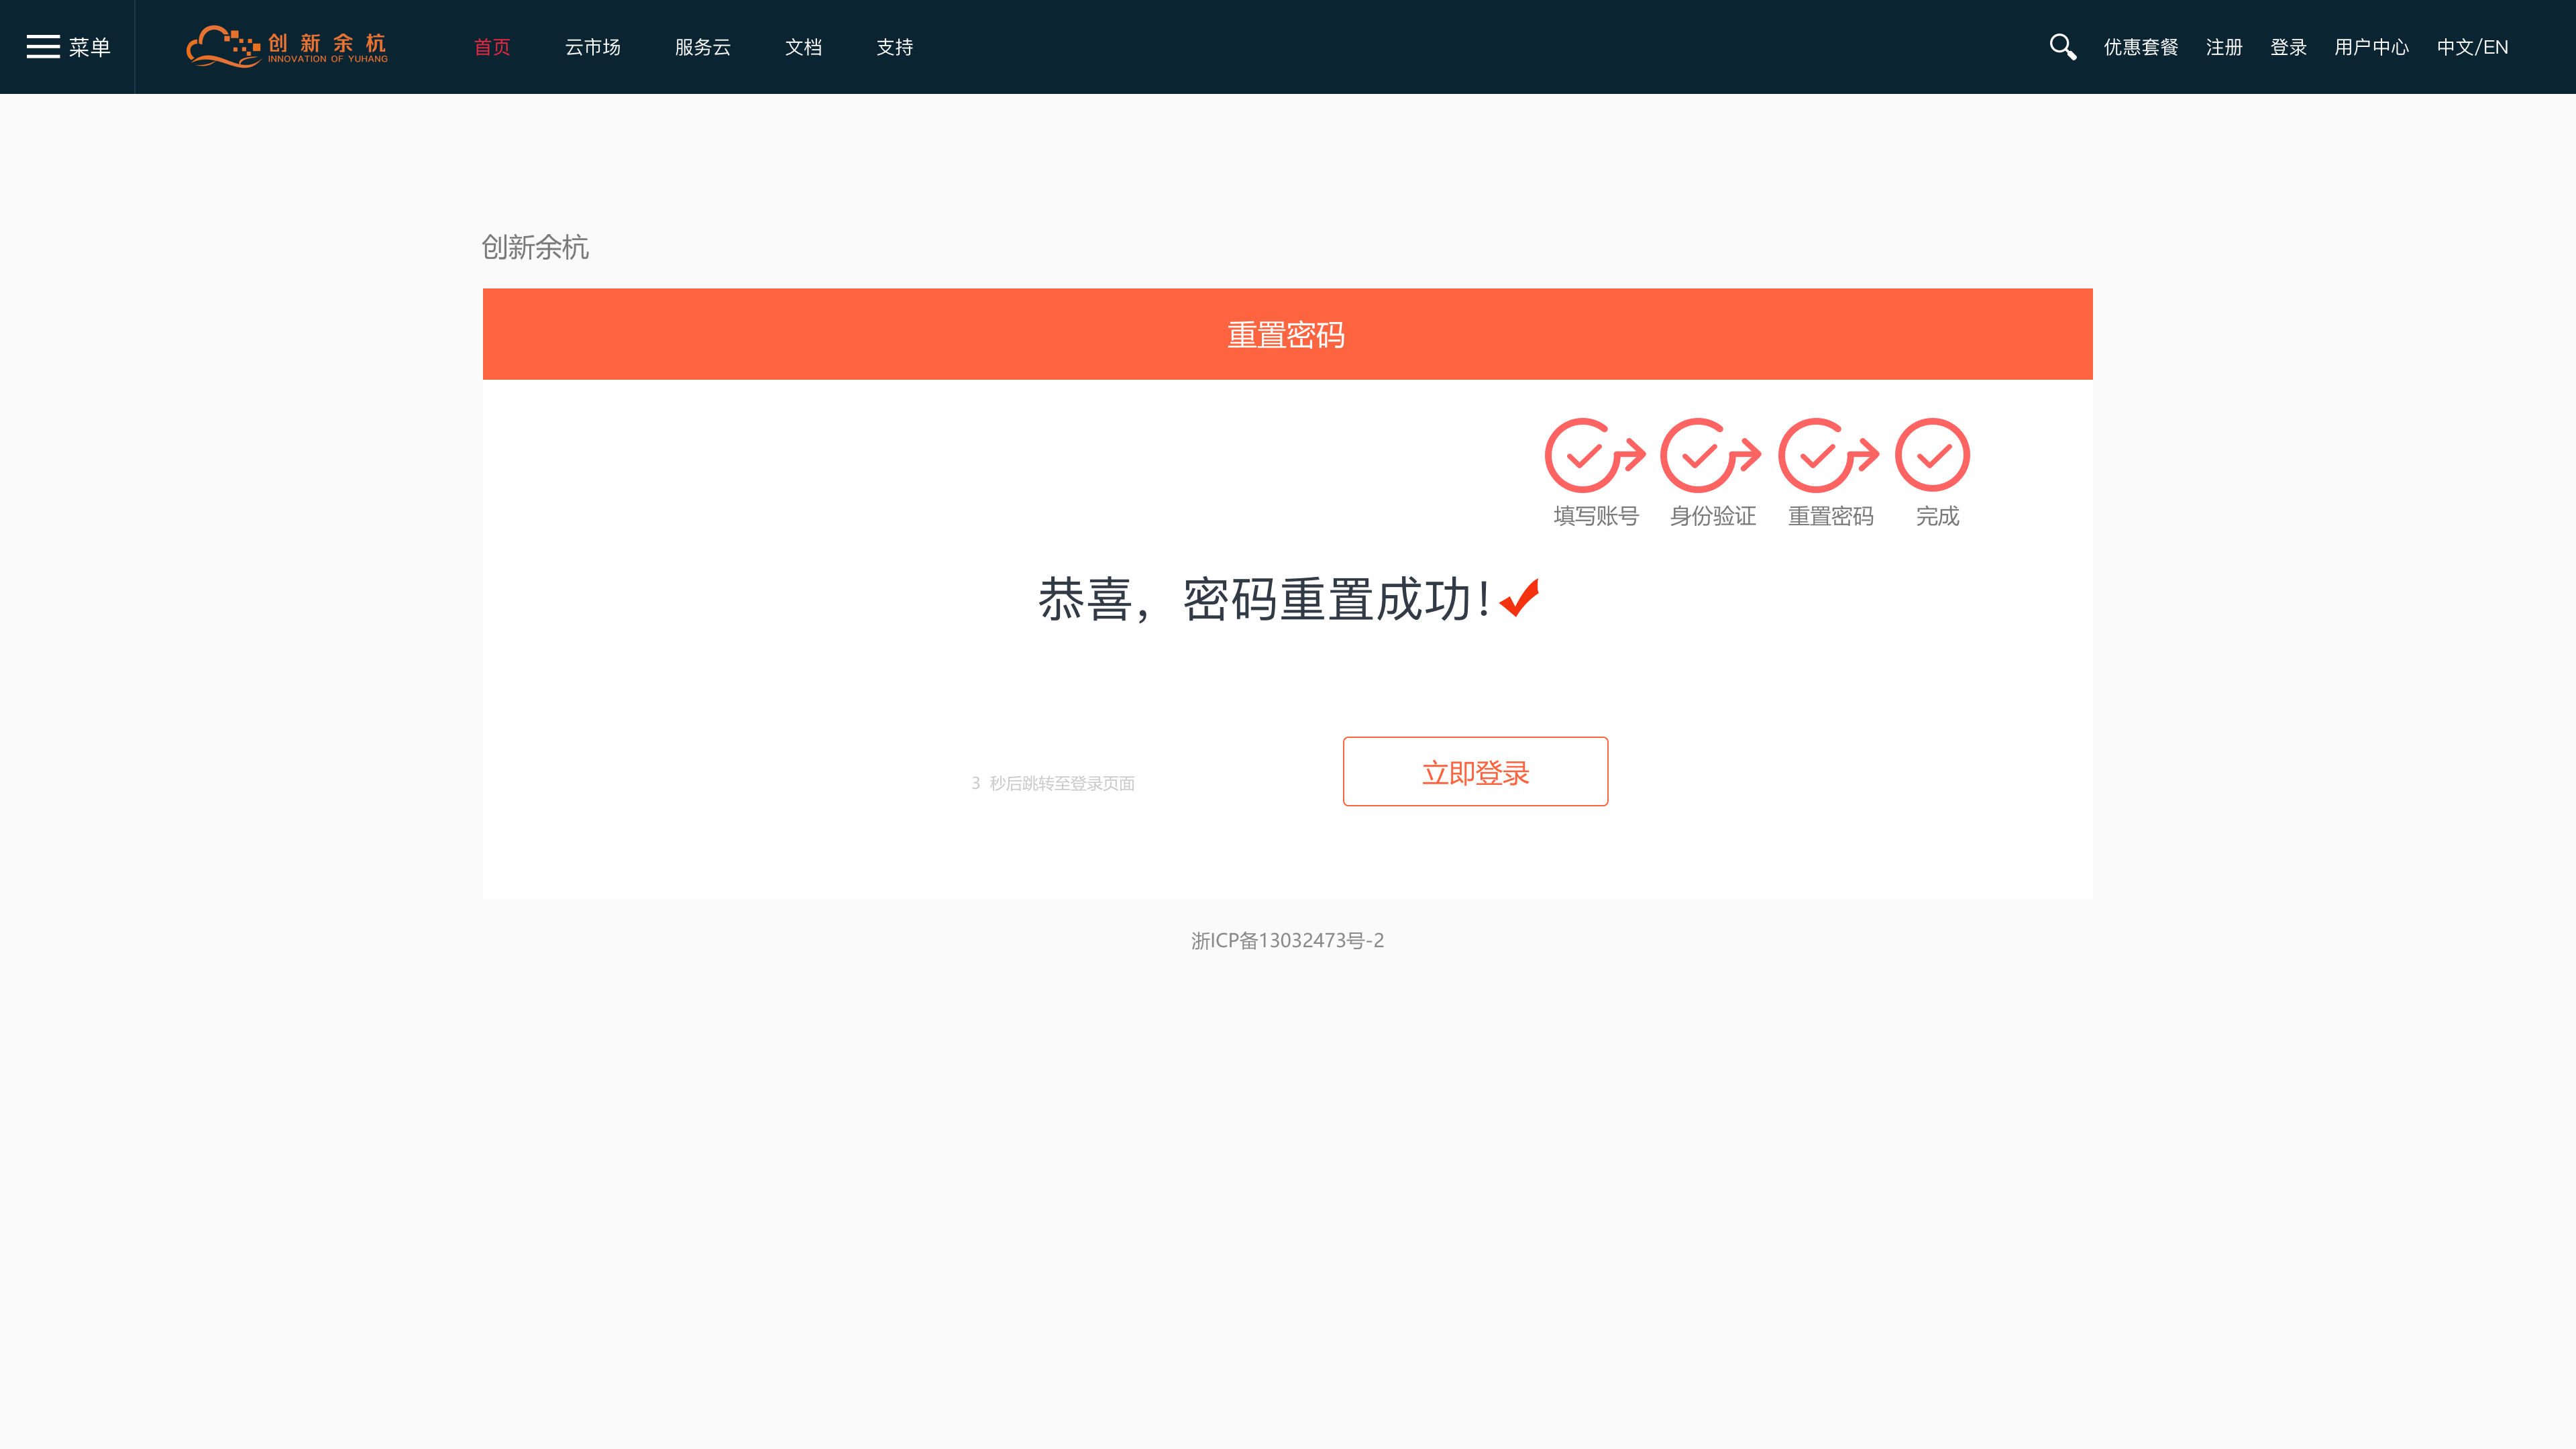 菜单
创新余杭
INNOVATION OF YUHANG
首页 云市场 服务云 文档 支持
优惠套餐 注册 登录 用户中心 中文/EN
创新余杭
重置密码
填写账号 身份验证 重置密码 完成
恭喜，密码重置成功!
3 秒后跳转至登录页面
立即登录
浙ICP备13032473号-2